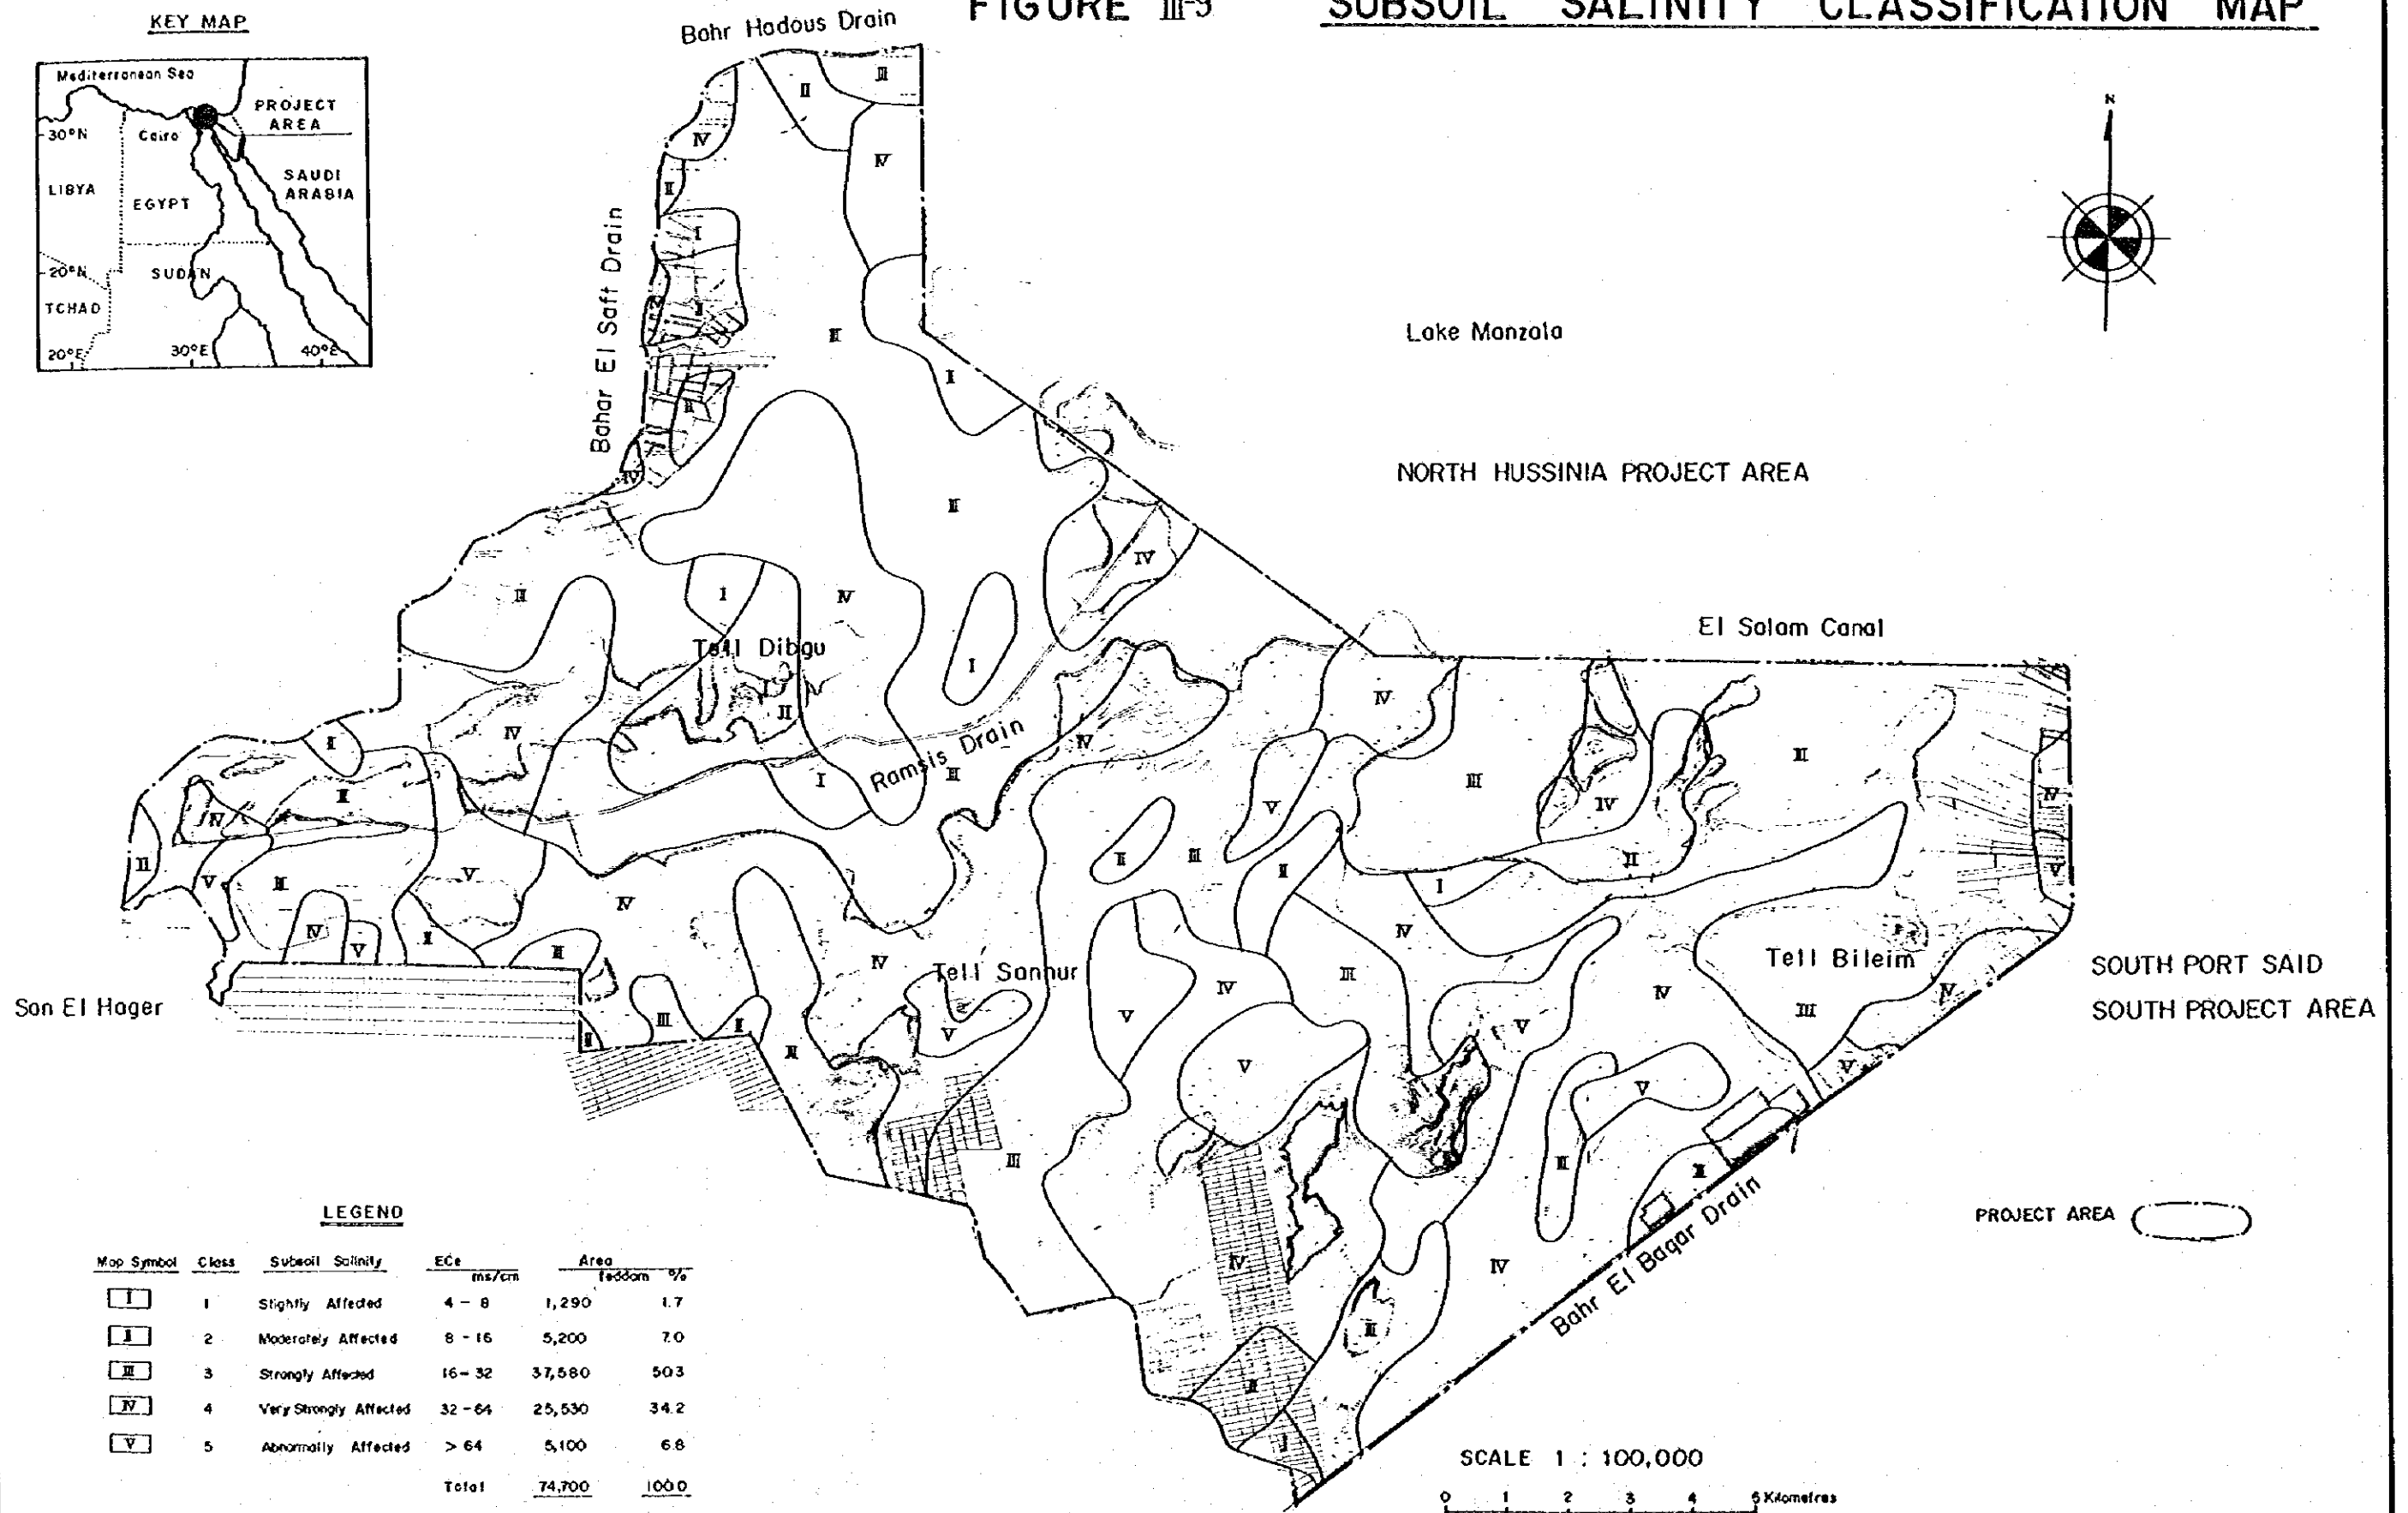 FIGURE III-9 SUBSOIL SALINITY CLASSIFICATION MAP
KEY MAP
Mediterranean Sea
PROJECT
AREA
30°N
Cairo
LIBYA
EGYPT
SAUDI
ARABIA
20°N
SUDAN
TCHAD
20°E
30°E
40°E
Bahr Hadous Drain
N
Bahar El Saft Drain
Lake Manzala
NORTH HUSSINIA PROJECT AREA
El Salam Canal
Tell Dibgu
Ramsis Drain
Tell Sanhur
Tell Bileim
San El Hager
SOUTH PORT SAID
SOUTH PROJECT AREA
Bahr El Baqar Drain
PROJECT AREA
LEGEND
Map Symbol Class Subsoil Salinity ECe Area
ms/cm feddam %
I 1 Slightly Affected 4 - 8 1,290 1.7
II 2 Moderately Affected 8 - 16 5,200 7.0
III 3 Strongly Affected 16 - 32 37,580 50.3
IV 4 Very Strongly Affected 32 - 64 25,530 34.2
V 5 Abnormally Affected > 64 5,100 6.8
Total 74,700 100.0
SCALE 1 : 100,000
0 1 2 3 4 5 Kilometres